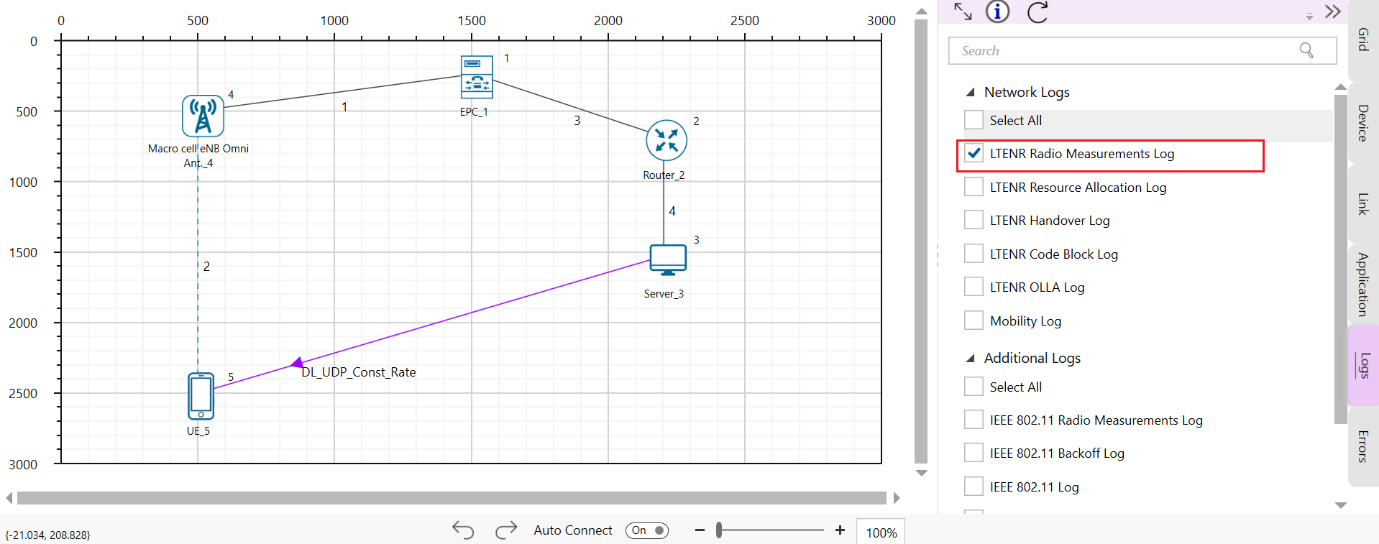 0
500
1000
1500
2000
2500
3000
0
500
1000
1500
2000
2500
3000
1
EPC_1
4
Macro cell eNB Omni
Ant._4
1
3
2
Router_2
4
3
Server_3
2
DL_UDP_Const_Rate
5
UE_5
{-21.034, 208.828}
Auto Connect
On
100%
i
Search
Network Logs
Select All
LTENR Radio Measurements Log
LTENR Resource Allocation Log
LTENR Handover Log
LTENR Code Block Log
LTENR OLLA Log
Mobility Log
Additional Logs
Select All
IEEE 802.11 Radio Measurements Log
IEEE 802.11 Backoff Log
IEEE 802.11 Log
Grid
Device
Link
Application
Logs
Errors